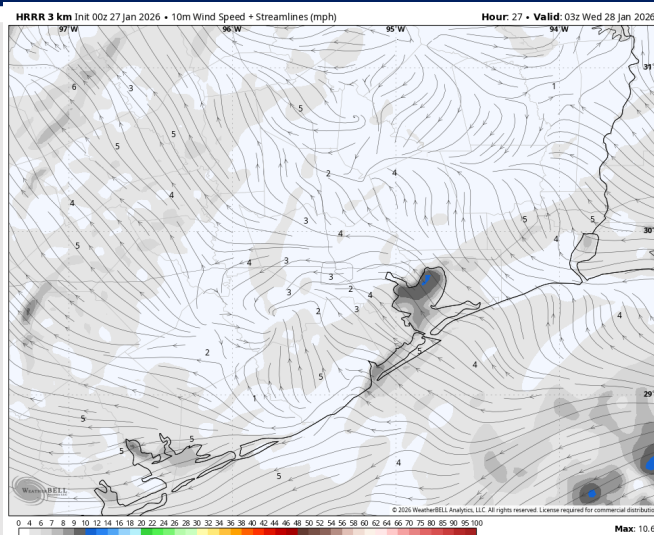 HRRR 3 km Init 00z 27 Jan 2026 • 10m Wind Speed + Streamlines (mph) Hour: 27 • Valid: 03z Wed 28 Jan 2026
97°W 96°W 95°W 94°W
31°
6 3 1
5
5
5
2 4
4
4 3 5 5
4 4
5 30°
4 3
3
3 2 4
2 3
4
2 5
4
5
29°
1
5
5
5
4
5
WEATHERBELL
© 2026 WeatherBELL Analytics, LLC. All rights reserved. License required for commercial distributio
0 4 5 6 7 8 9 10 12 14 16 18 20 22 24 26 28 30 32 34 36 38 40 42 44 46 48 50 52 54 56 58 60 65 70 75 80 85 90 95 100
Max: 10.6